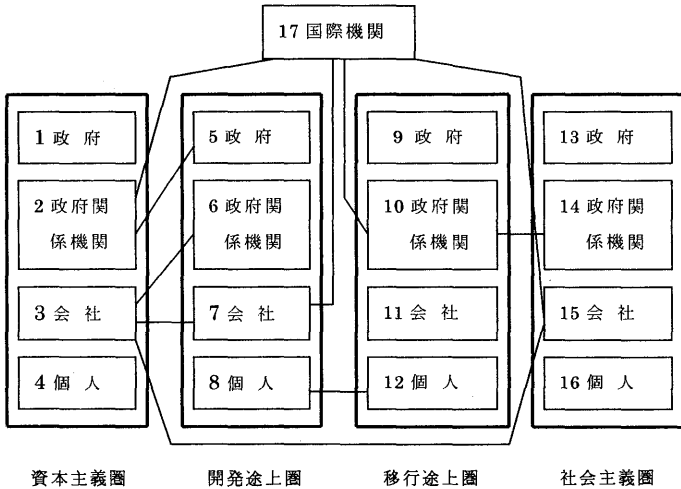 17 国際機関
1 政府
2 政府関
係機関
3 会社
4 個人
5 政府
6 政府関
係機関
7 会社
8 個人
9 政府
10 政府関
係機関
11 会社
12 個人
13 政府
14 政府関
係機関
15 会社
16 個人
資本主義圏
開発途上圏
移行途上圏
社会主義圏